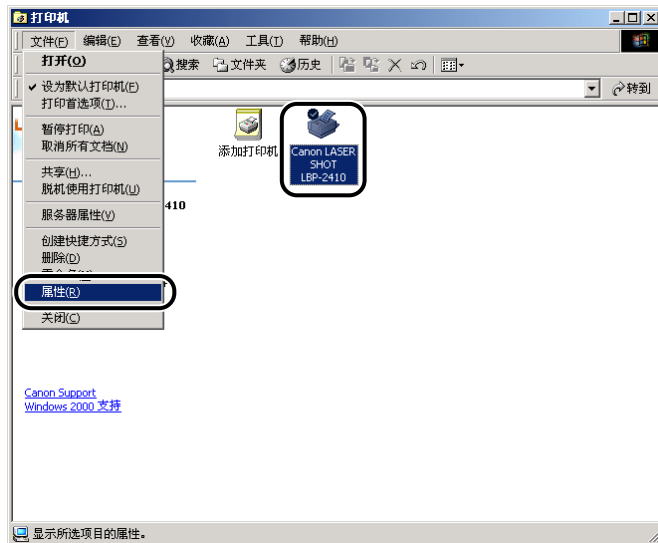 打印机
文件(F) 编辑(E) 查看(V) 收藏(A) 工具(T) 帮助(H)
搜索 文件夹 历史
转到
打开(O)
设为默认打印机(F)
打印首选项(T)...
暂停打印(A)
取消所有文档(N)
共享(H)...
脱机使用打印机(U)
服务器属性(V)
创建快捷方式(S)
删除(D)
属性(R)
关闭(C)
添加打印机
Canon LASER
SHOT
LBP-2410
410
Canon Support
Windows 2000 支持
显示所选项目的属性。